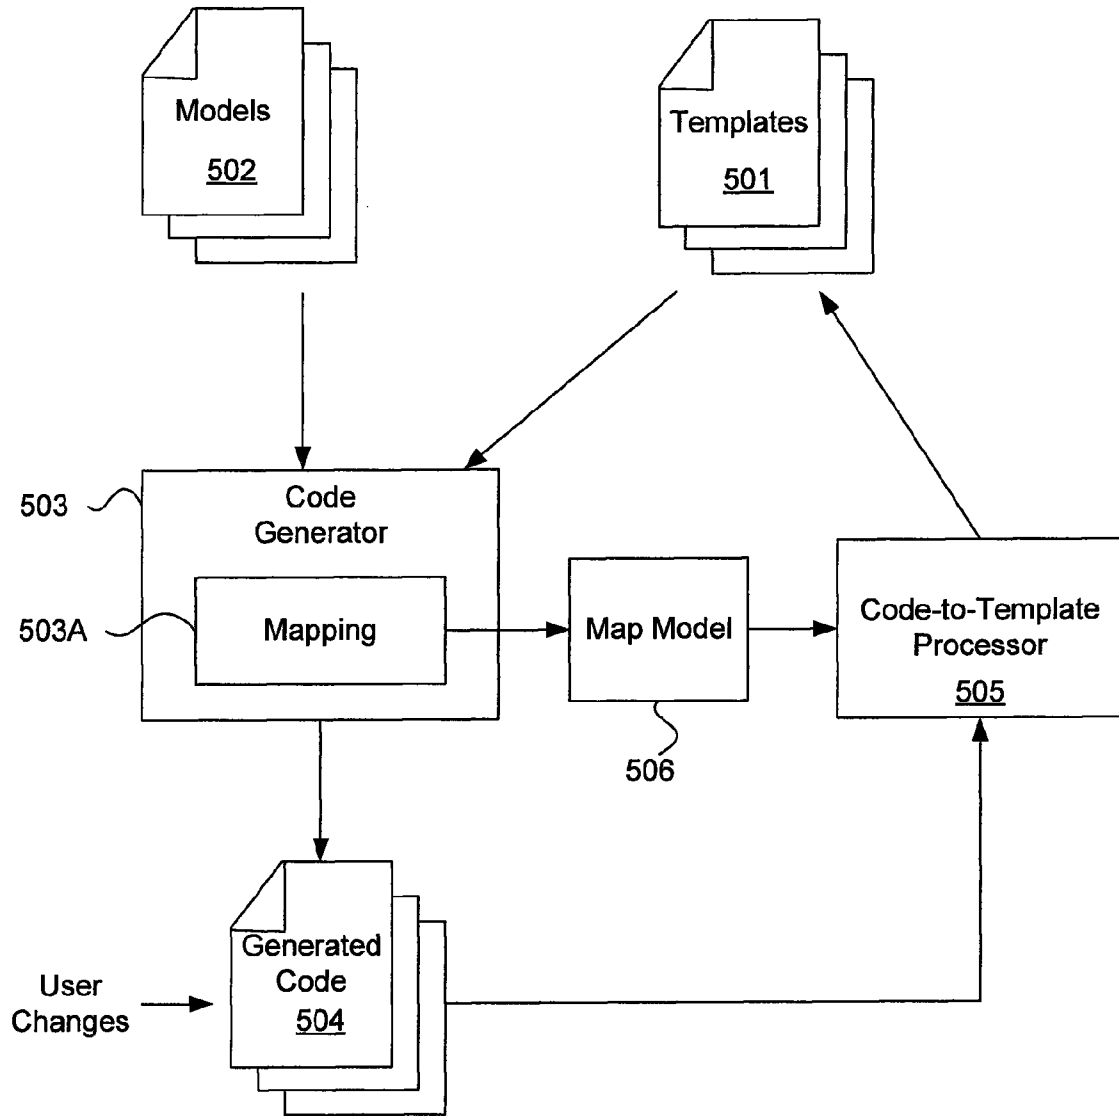 Models
502
Templates
501
503
Code
Generator
503A
Mapping
Map Model
506
Code-to-Template
Processor
505
Generated
Code
504
User
Changes